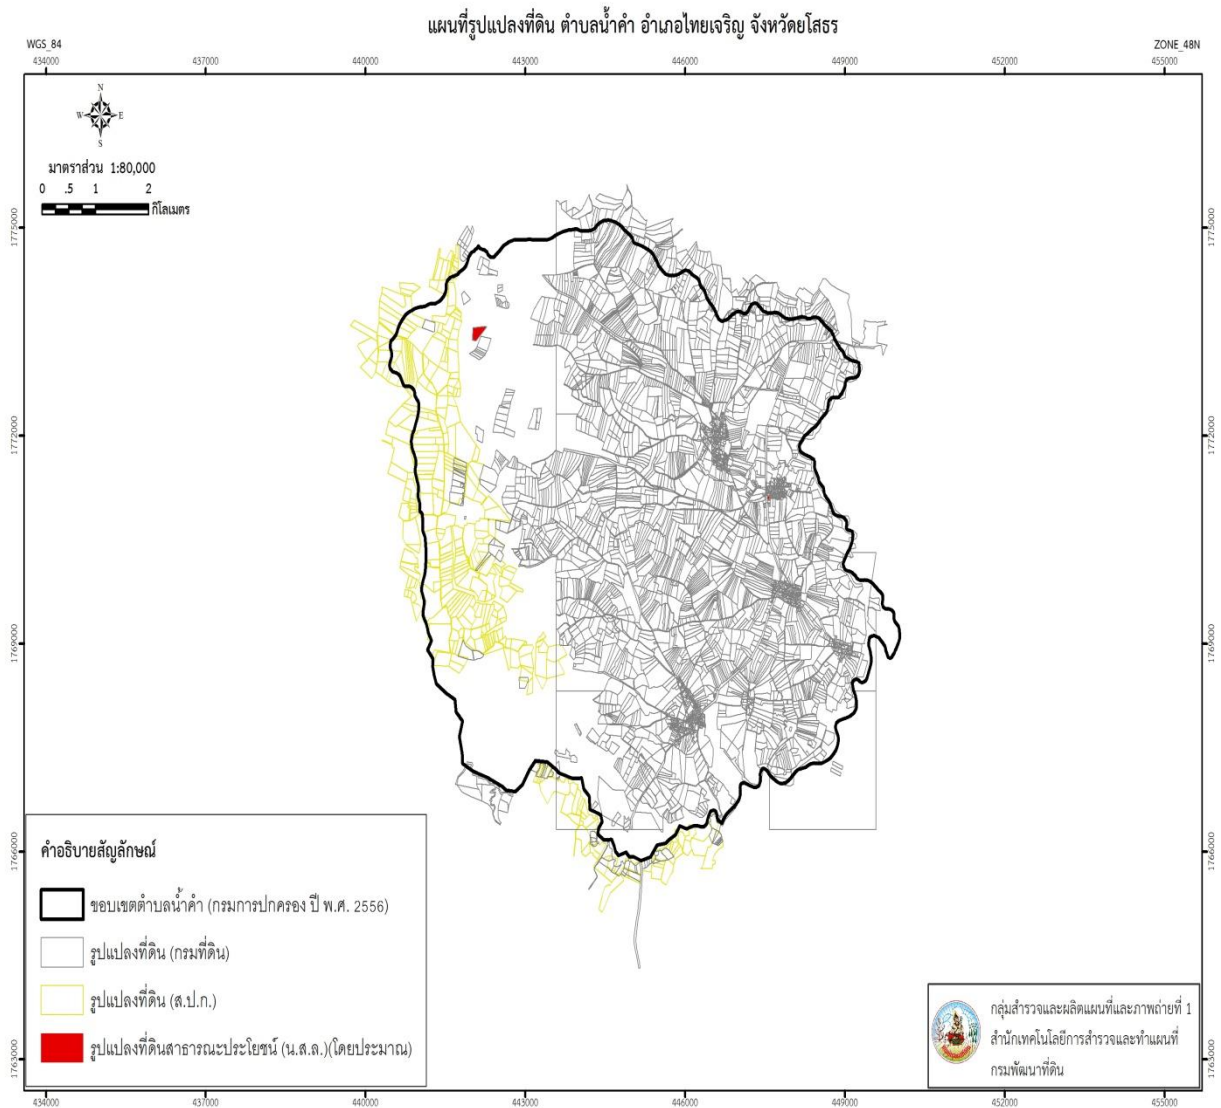 แผนที่รูปแปลงที่ดิน ตำบลน้ำคำ อำเภอไทยเจริญ จังหวัดยโสธร
WGS_84
ZONE_48N
434000 437000 440000 443000 446000 449000 452000 455000
N
W E
S
มาตราส่วน 1:80,000
0 .5 1 2
กิโลเมตร
1775000 1775000
1772000 1772000
1769000 1769000
1766000 1766000
1763000 1763000
คำอธิบายสัญลักษณ์
ขอบเขตตำบลน้ำคำ (กรมการปกครอง ปี พ.ศ. 2556)
รูปแปลงที่ดิน (กรมที่ดิน)
รูปแปลงที่ดิน (ส.ป.ก.)
รูปแปลงที่ดินสาธารณะประโยชน์ (น.ส.ล.)(โดยประมาณ)
กลุ่มสำรวจและผลิตแผนที่และภาพถ่ายที่ 1
สำนักเทคโนโลยีการสำรวจและทำแผนที่
กรมพัฒนาที่ดิน
434000 437000 440000 443000 446000 449000 452000 455000